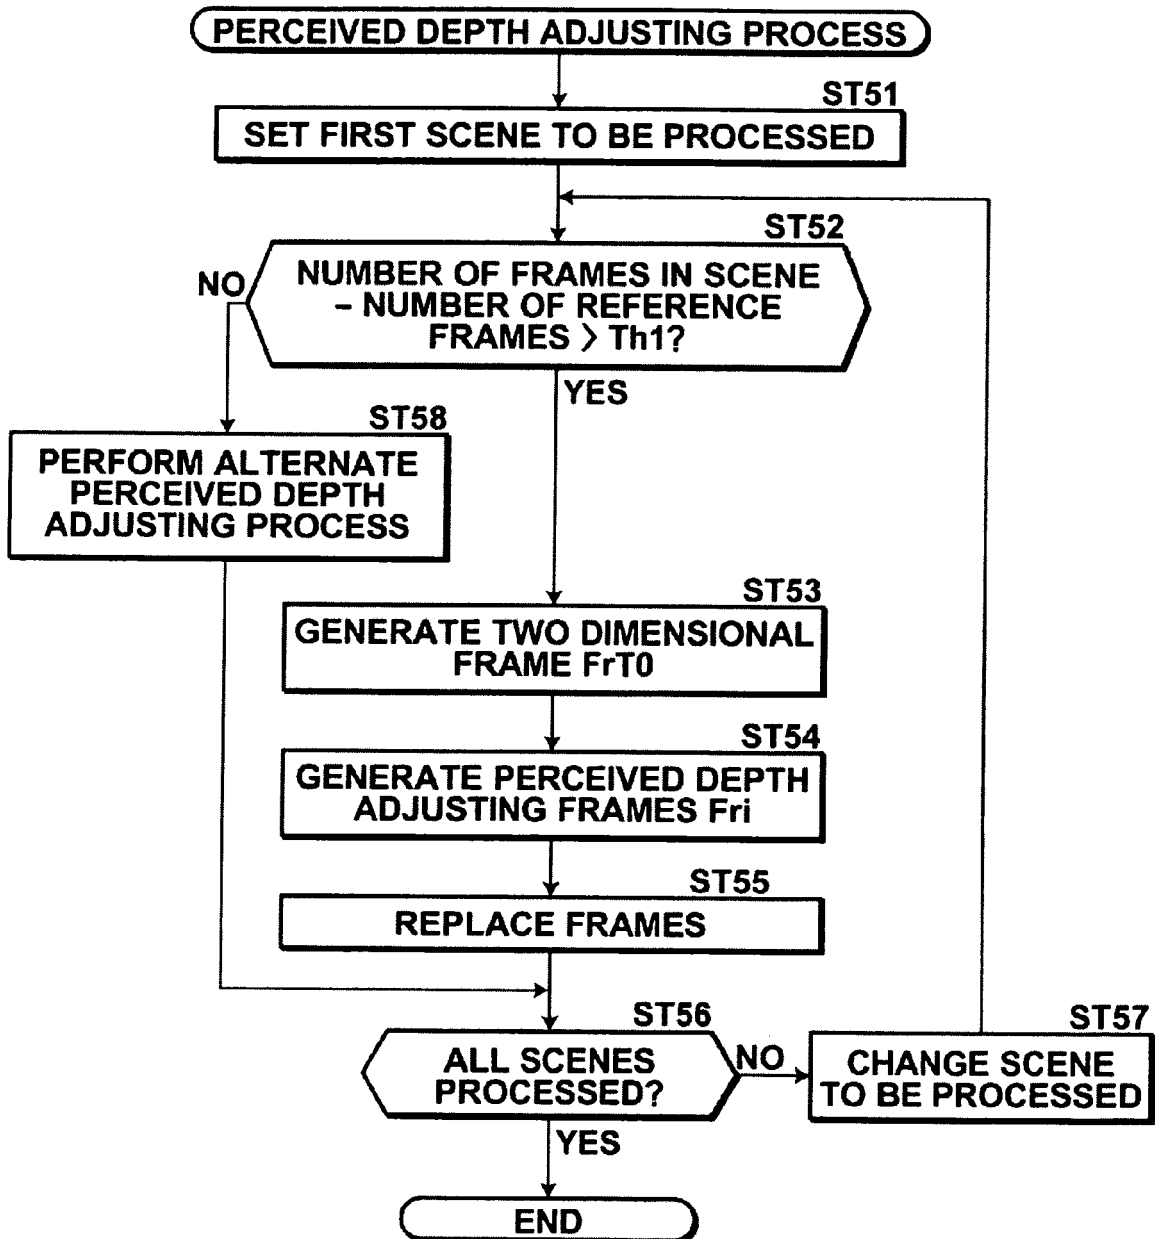 PERCEIVED DEPTH ADJUSTING PROCESS
ST51
SET FIRST SCENE TO BE PROCESSED
ST52
NUMBER OF FRAMES IN SCENE
– NUMBER OF REFERENCE
FRAMES > Th1?
NO
YES
ST58
PERFORM ALTERNATE
PERCEIVED DEPTH
ADJUSTING PROCESS
ST53
GENERATE TWO DIMENSIONAL
FRAME FrT0
ST54
GENERATE PERCEIVED DEPTH
ADJUSTING FRAMES Fri
ST55
REPLACE FRAMES
ST56
ALL SCENES
PROCESSED?
NO
ST57
CHANGE SCENE
TO BE PROCESSED
YES
END